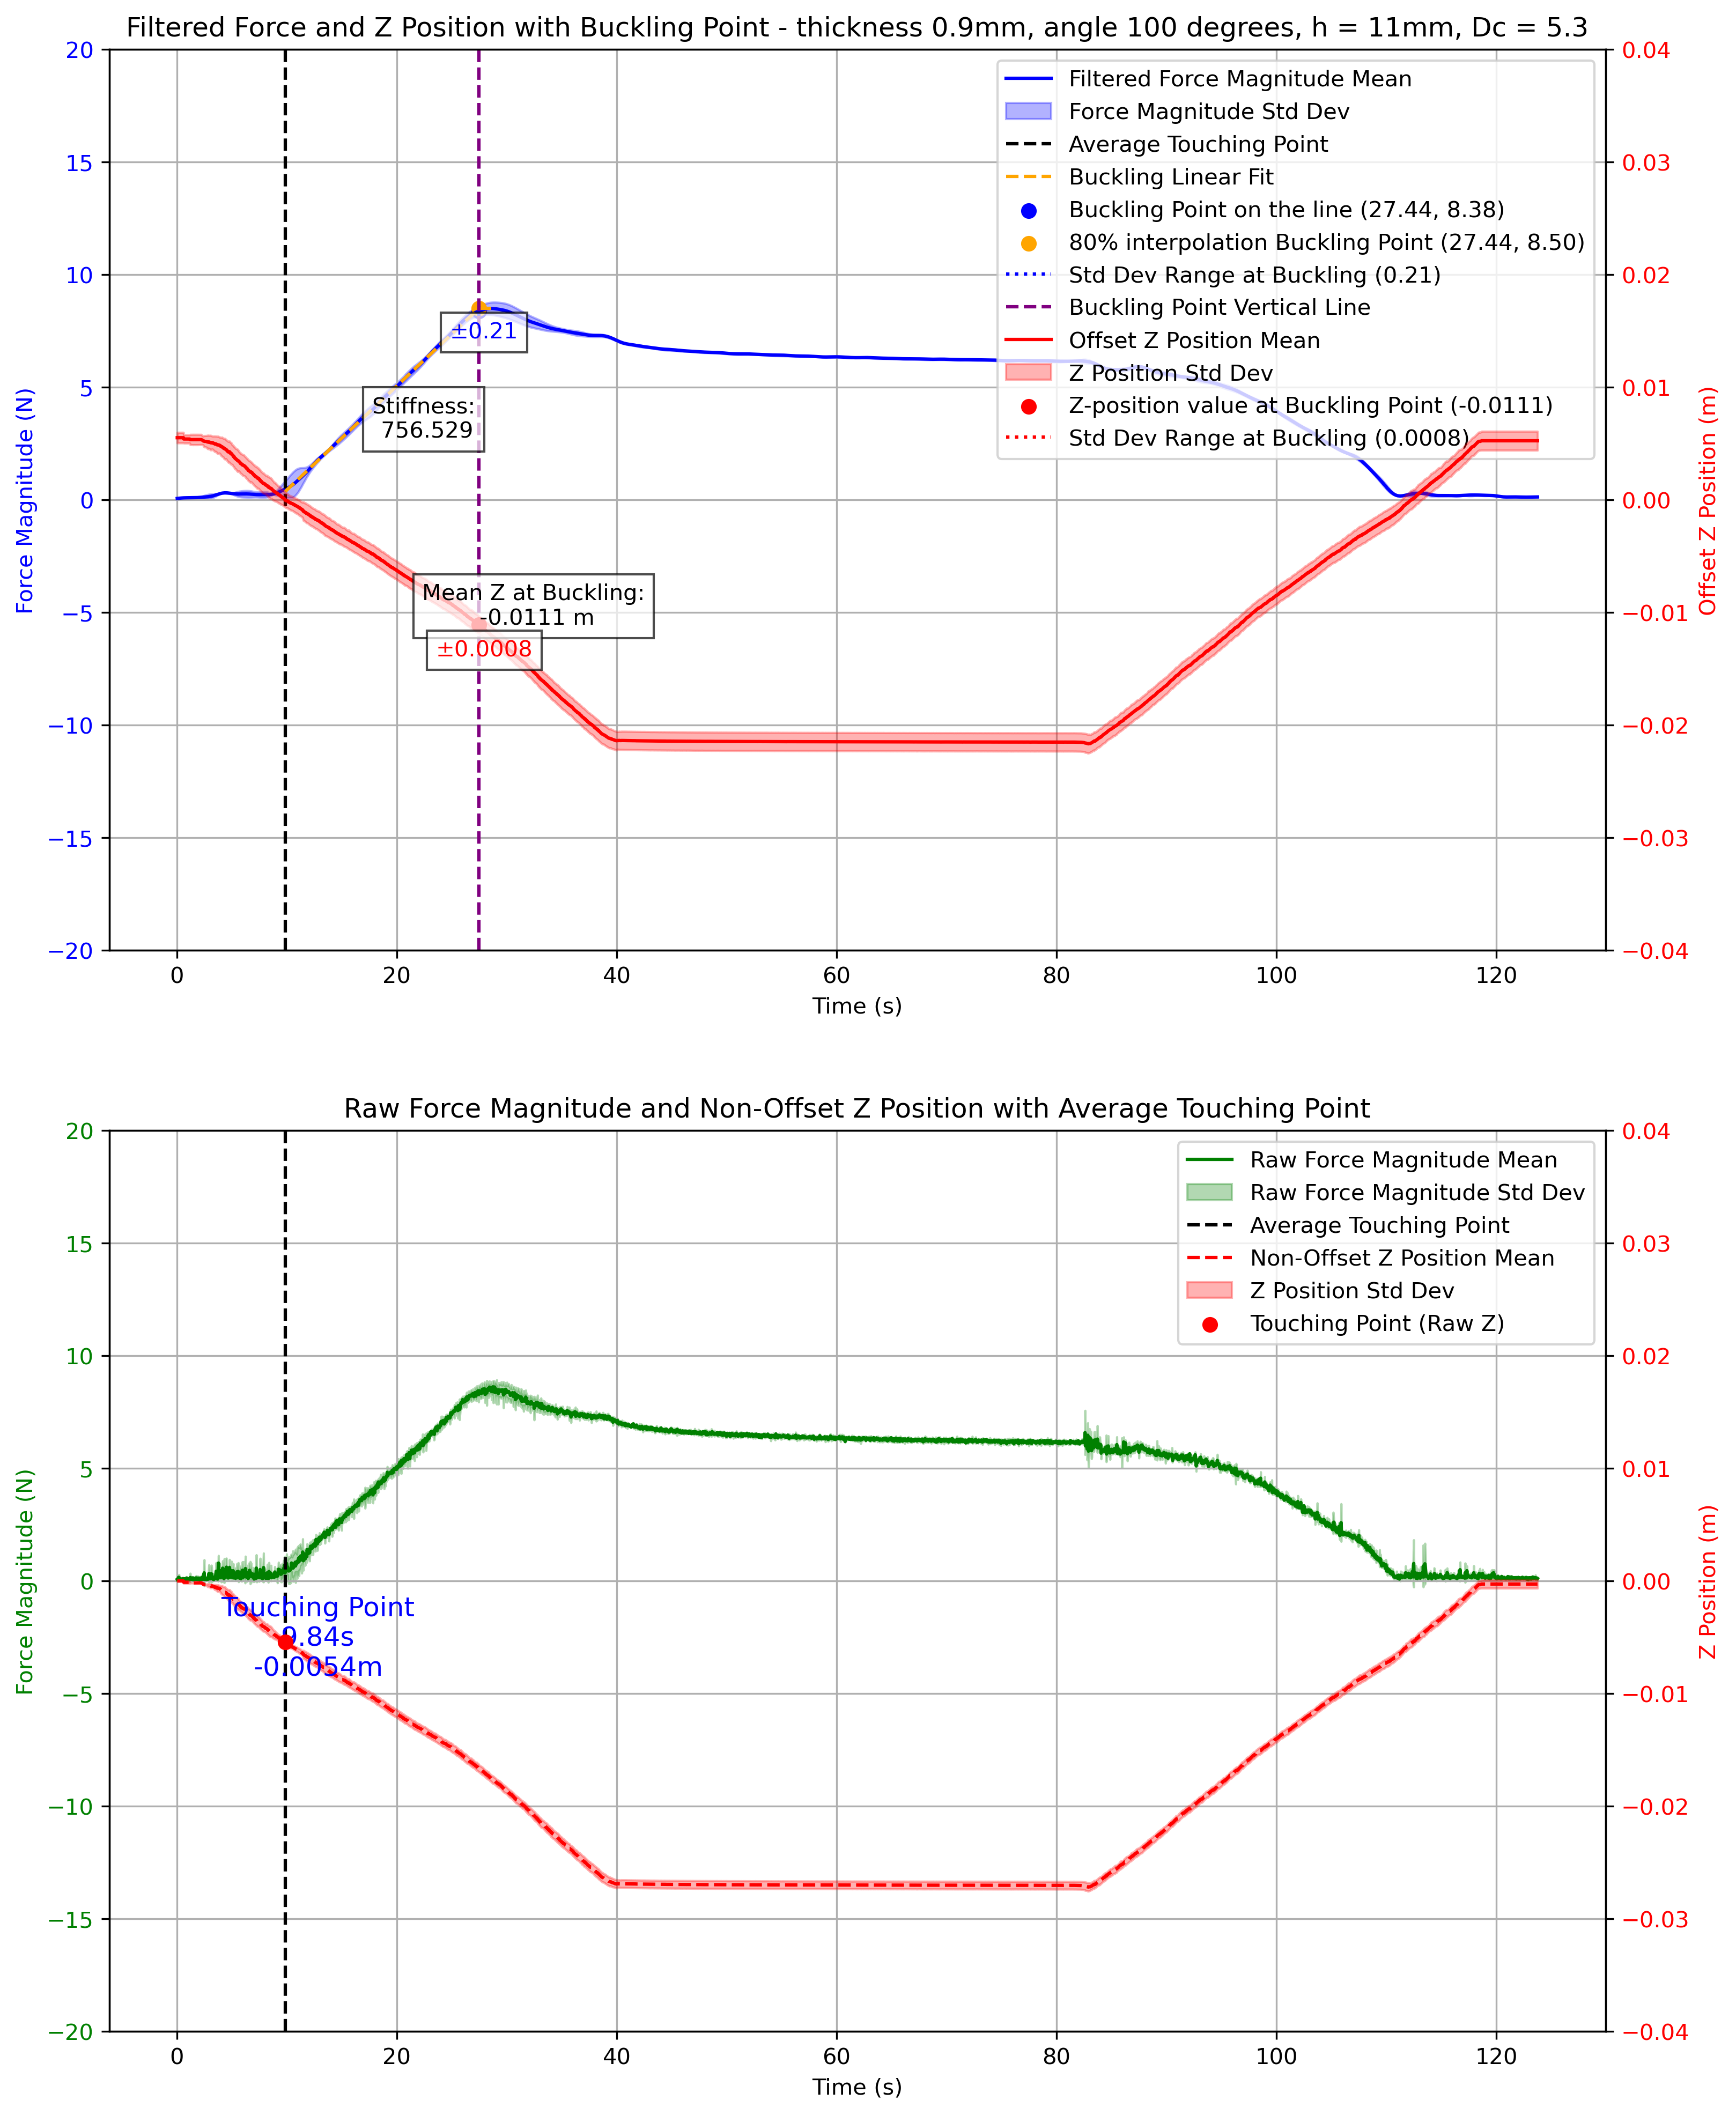 Filtered Force and Z Position with Buckling Point - thickness 0.9mm, angle 100 degrees, h = 11mm, Dc = 5.3
20
15
10
5
0
−5
−10
−15
−20
Force Magnitude (N)
0.04
0.03
0.02
0.01
0.00
−0.01
−0.02
−0.03
−0.04
Offset Z Position (m)
Filtered Force Magnitude Mean
Force Magnitude Std Dev
Average Touching Point
Buckling Linear Fit
Buckling Point on the line (27.44, 8.38)
80% interpolation Buckling Point (27.44, 8.50)
Std Dev Range at Buckling (0.21)
Buckling Point Vertical Line
Offset Z Position Mean
Z Position Std Dev
Z-position value at Buckling Point (-0.0111)
Std Dev Range at Buckling (0.0008)
±0.21
Stiffness:
756.529
Mean Z at Buckling:
-0.0111 m
±0.0008
0 20 40 60 80 100 120
Time (s)
Raw Force Magnitude and Non-Offset Z Position with Average Touching Point
20
15
10
5
0
−5
−10
−15
−20
Force Magnitude (N)
0.04
0.03
0.02
0.01
0.00
−0.01
−0.02
−0.03
−0.04
Z Position (m)
Raw Force Magnitude Mean
Raw Force Magnitude Std Dev
Average Touching Point
Non-Offset Z Position Mean
Z Position Std Dev
Touching Point (Raw Z)
Touching Point
9.84s
-0.0054m
0 20 40 60 80 100 120
Time (s)